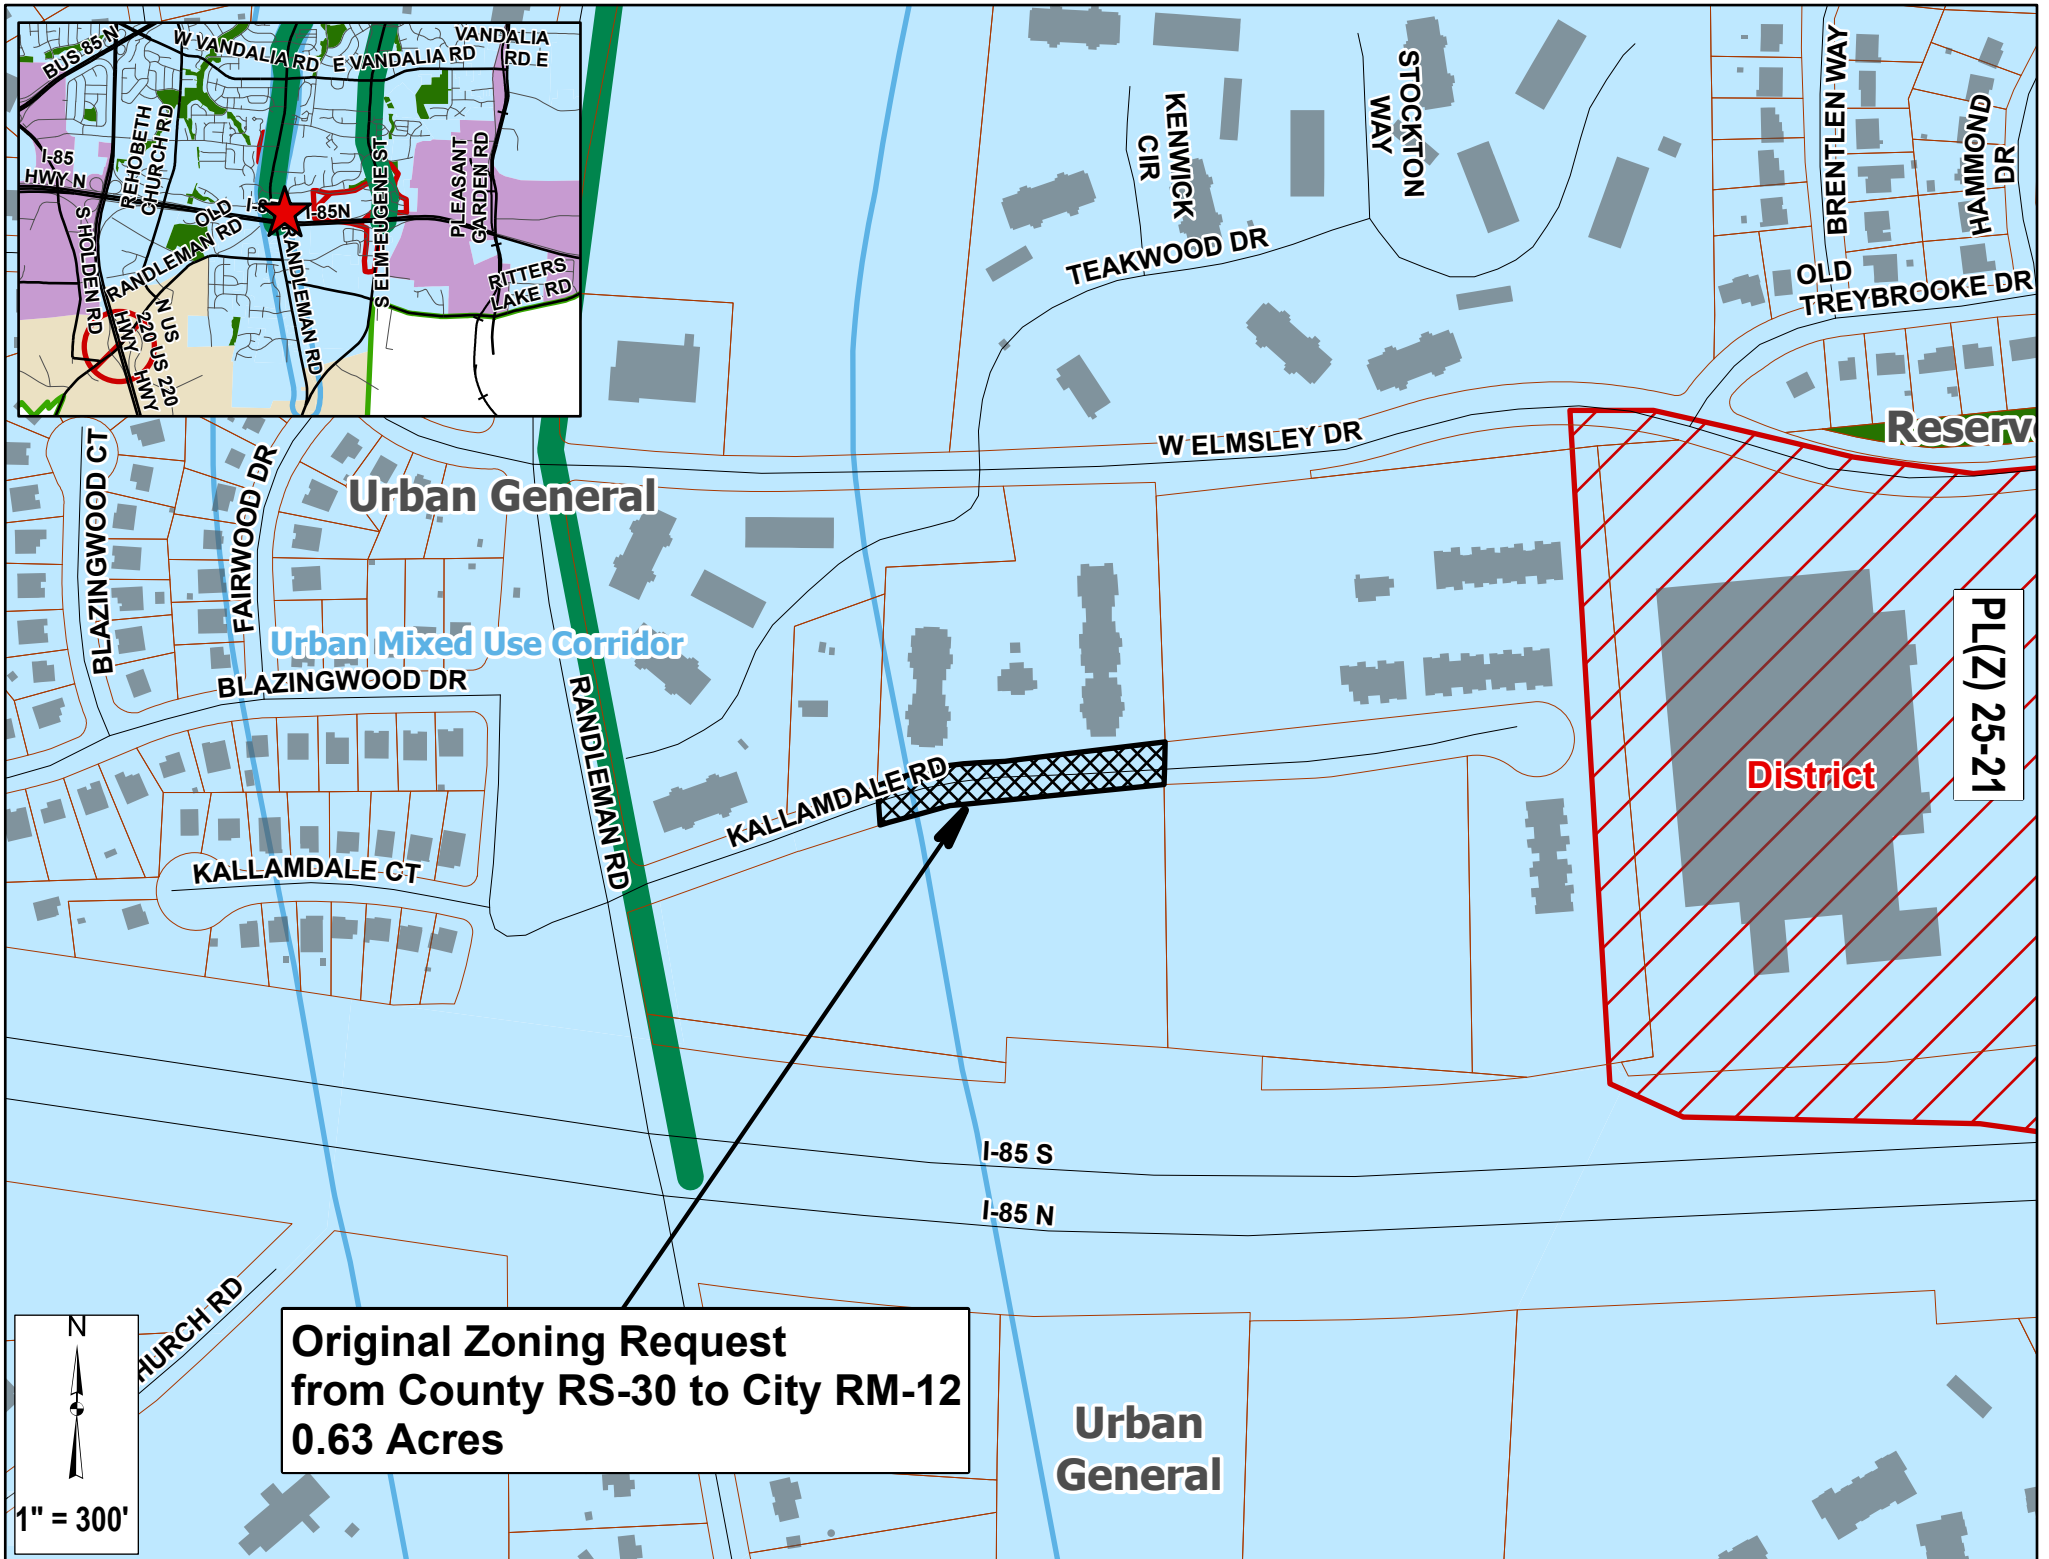 BUS 85 N
W VANDALIA RD
E VANDALIA RD
VANDALIA
RD E
REHOBETH
CHURCH RD
I-85
HWY N
S HOLDEN RD
OLD
RANDLEMAN RD
I-85N
RANDLEMAN RD
S ELM-EUGENE ST
PLEASANT
GARDEN RD
RITTERS
LAKE RD
N US
220
HWY
US 220
HWY
KENWICK
CIR
STOCKTON
WAY
TEAKWOOD DR
BRENTLEN WAY
HAMMOND
DR
OLD
TREYBROOKE DR
W ELMSLEY DR
Reserve
BLAZINGWOOD CT
FAIRWOOD DR
Urban General
Urban Mixed Use Corridor
BLAZINGWOOD DR
RANDLEMAN RD
KALLAMDALE RD
KALLAMDALE CT
District
PL(Z) 25-21
I-85 S
I-85 N
HURCH RD
N
1" = 300'
Original Zoning Request
from County RS-30 to City RM-12
0.63 Acres
Urban
General